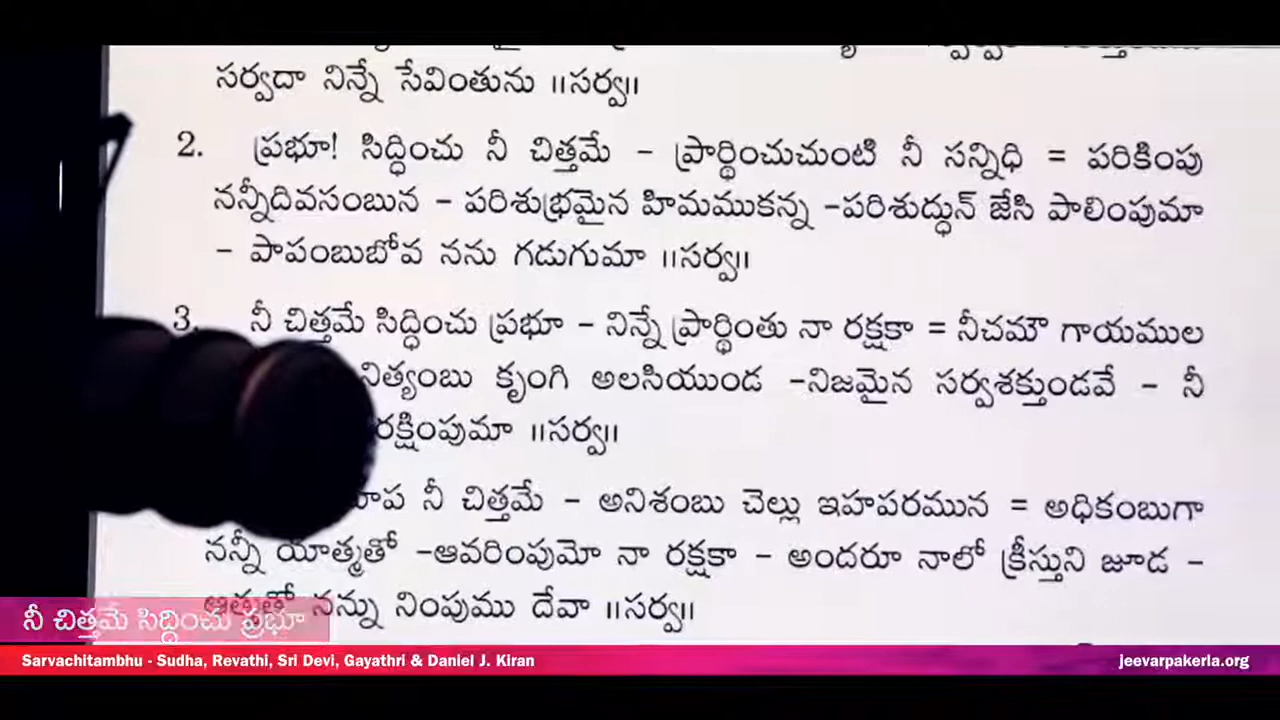 సర్వదా నిన్నే సేవింతును ॥సర్వ॥
2. ప్రభూ! సిద్ధించు నీ చిత్తమే – ప్రార్థించుచుంటి నీ సన్నిధి = పరికింపు
నన్నీదివసంబున – పరిశుభ్రమైన హిమముకన్న –పరిశుద్ధున్ జేసి పాలింపుమా
– పాపంబుబోవ నను గడుగుమా ॥సర్వ॥
3. నీ చిత్తమే సిద్ధించు ప్రభూ – నిన్నే ప్రార్థింతు నా రక్షకా = నీచమౌ గాయముల
నిత్యంబు కృంగి అలసియుండ –నిజమైన సర్వశక్తుండవే – నీ
రక్షింపుమా ॥సర్వ॥
నీ చిత్తమే – అనిశంబు చెల్లు ఇహపరమున = అధికంబుగా
నన్నీ యాత్మతో –ఆవరింపుమో నా రక్షకా – అందరూ నాలో క్రీస్తుని జూడ –
ఆత్మతో నన్ను నింపుము దేవా ॥సర్వ॥
నీ చిత్తమే సిద్ధించు ప్రభూ
Sarvachitambhu - Sudha, Revathi, Sri Devi, Gayathri & Daniel J. Kiran
jeevarpakerla.org